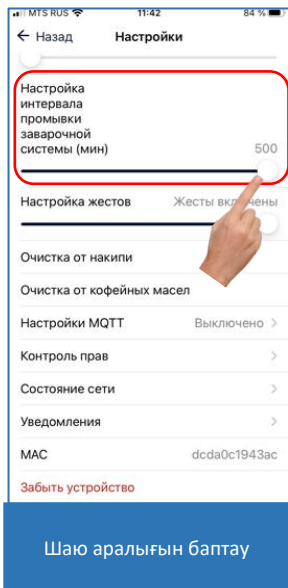 MTS RUS 11:42 84 %
Назад Настройки
Настройка
интервала
промывки
заварочной
системы (мин) 500
Настройка жестов Жесты включены
Очистка от накипи
Очистка от кофейных масел
Настройки MQTT Выключено
Контроль прав
Состояние сети
Уведомления
MAC dcda0c1943ac
Забыть устройство
Шаю аралығын баптау